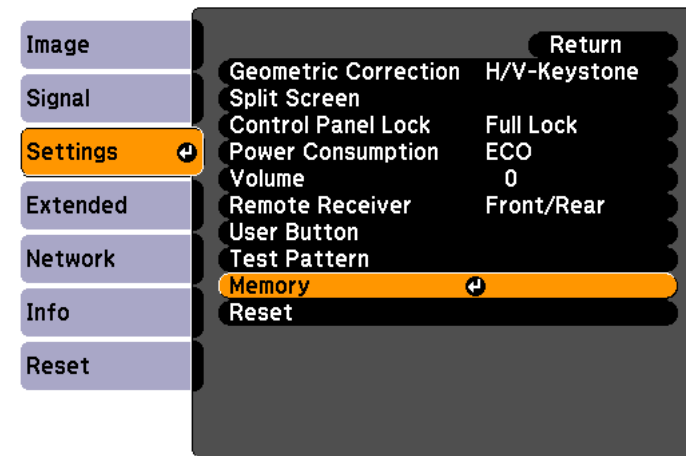 Image
Signal
Settings
Extended
Network
Info
Reset
Return
Geometric Correction H/V-Keystone
Split Screen
Control Panel Lock Full Lock
Power Consumption ECO
Volume 0
Remote Receiver Front/Rear
User Button
Test Pattern
Memory
Reset